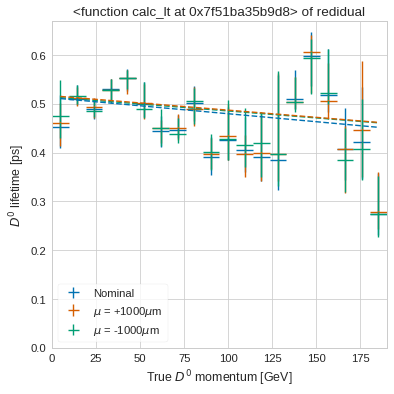 <function calc_lt at 0x7f51ba35b9d8> of redidual
D⁰ lifetime [ps]
0.6
0.5
0.4
0.3
0.2
0.1
0.0
Nominal
μ = +1000μm
μ = -1000μm
0 25 50 75 100 125 150 175
True D⁰ momentum [GeV]